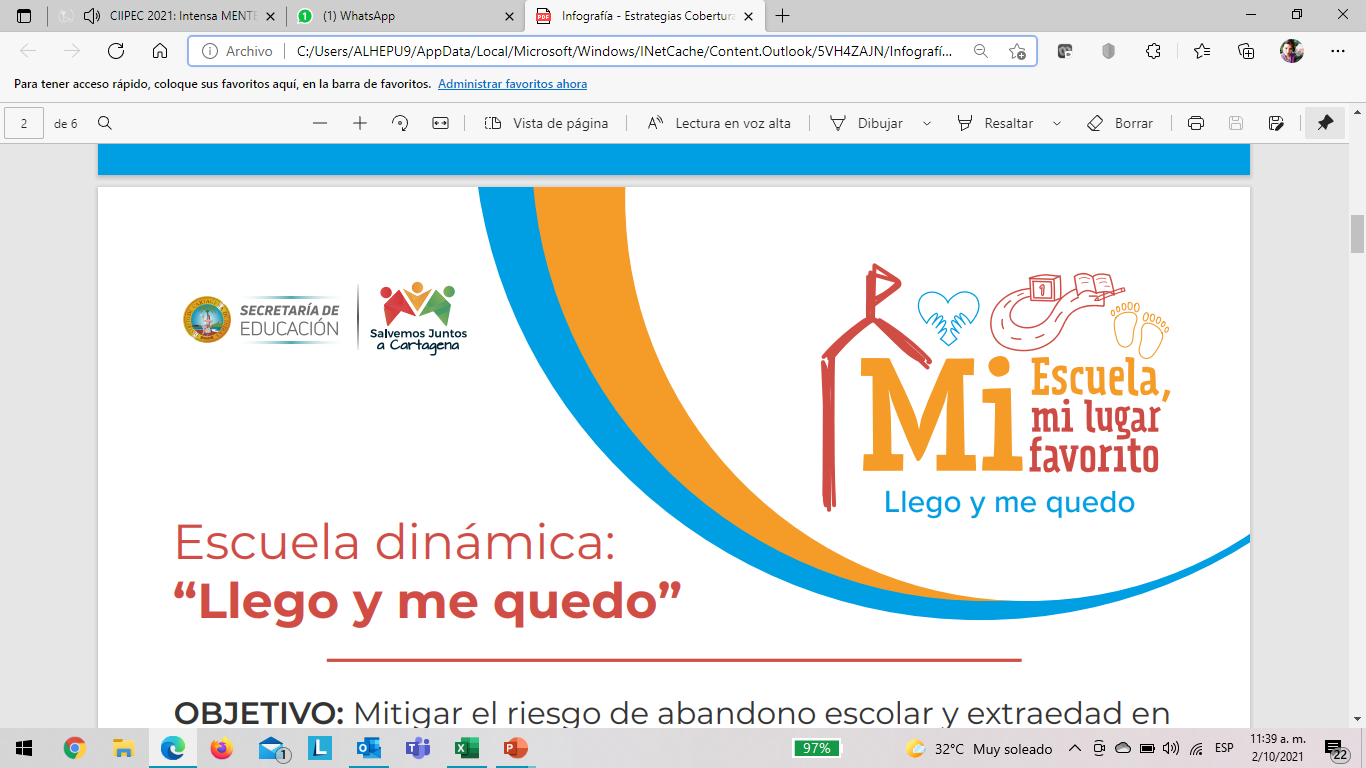 CIIPEC 2021: Intensa MENTE
(1) WhatsApp
Infografía - Estrategias Cobertura
Archivo
C:/Users/ALHEPU9/AppData/Local/Microsoft/Windows/INetCache/Content.Outlook/5VH4ZAJN/Infografí...
Para tener acceso rápido, coloque sus favoritos aquí, en la barra de favoritos. Administrar favoritos ahora
2 de 6
Vista de página
Lectura en voz alta
Dibujar
Resaltar
Borrar
SECRETARÍA DE
EDUCACIÓN
Salvemos Juntos
a Cartagena
Mi Escuela,
mi lugar
favorito
Llego y me quedo
Escuela dinámica:
“Llego y me quedo”
OBJETIVO: Mitigar el riesgo de abandono escolar y extraedad en
97%
32°C Muy soleado
ESP
11:39 a. m.
2/10/2021
22